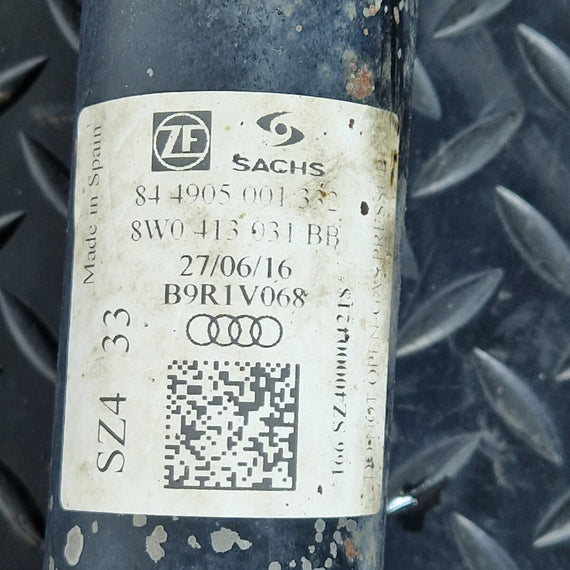 ZF
SACHS
84 4905 001 332
8W0 413 031 BB
27/06/16
B9R1V068
Made in Spain
SZ4 33